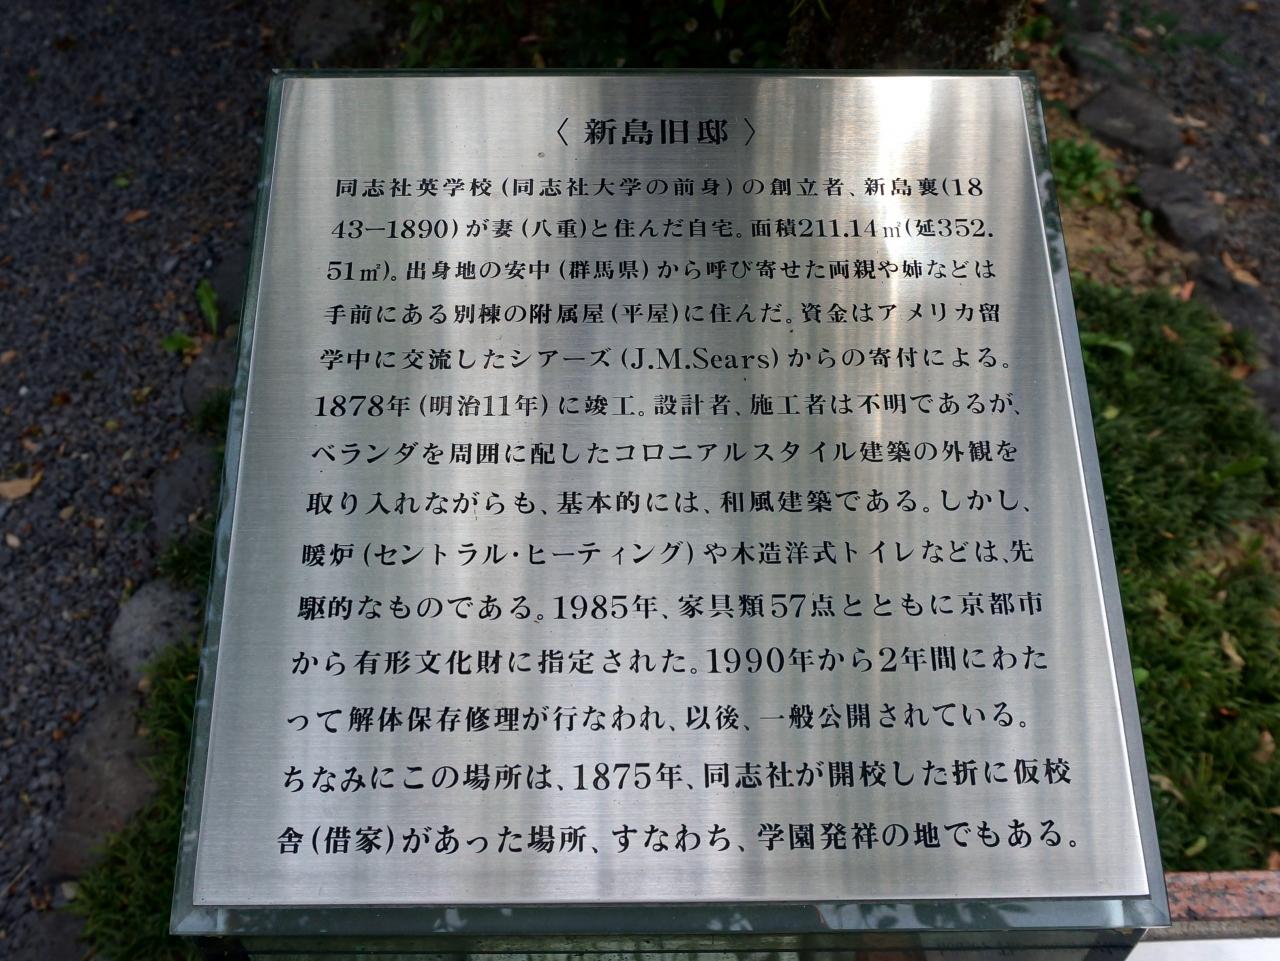 〈 新島旧邸 〉
同志社英学校(同志社大学の前身)の創立者、新島襄(18
43−1890)が妻(八重)と住んだ自宅。面積211.14㎡(延352.
51㎡)。出身地の安中(群馬県)から呼び寄せた両親や姉などは
手前にある別棟の附属屋(平屋)に住んだ。資金はアメリカ留
学中に交流したシアーズ(J.M.Sears)からの寄付による。
1878年(明治11年)に竣工。設計者、施工者は不明であるが、
ベランダを周囲に配したコロニアルスタイル建築の外観を
取り入れながらも、基本的には、和風建築である。しかし、
暖炉(セントラル・ヒーティング)や木造洋式トイレなどは、先
駆的なものである。1985年、家具類57点とともに京都市
から有形文化財に指定された。1990年から2年間にわた
って解体保存修理が行なわれ、以後、一般公開されている。
ちなみにこの場所は、1875年、同志社が開校した折に仮校
舎(借家)があった場所、すなわち、学園発祥の地でもある。